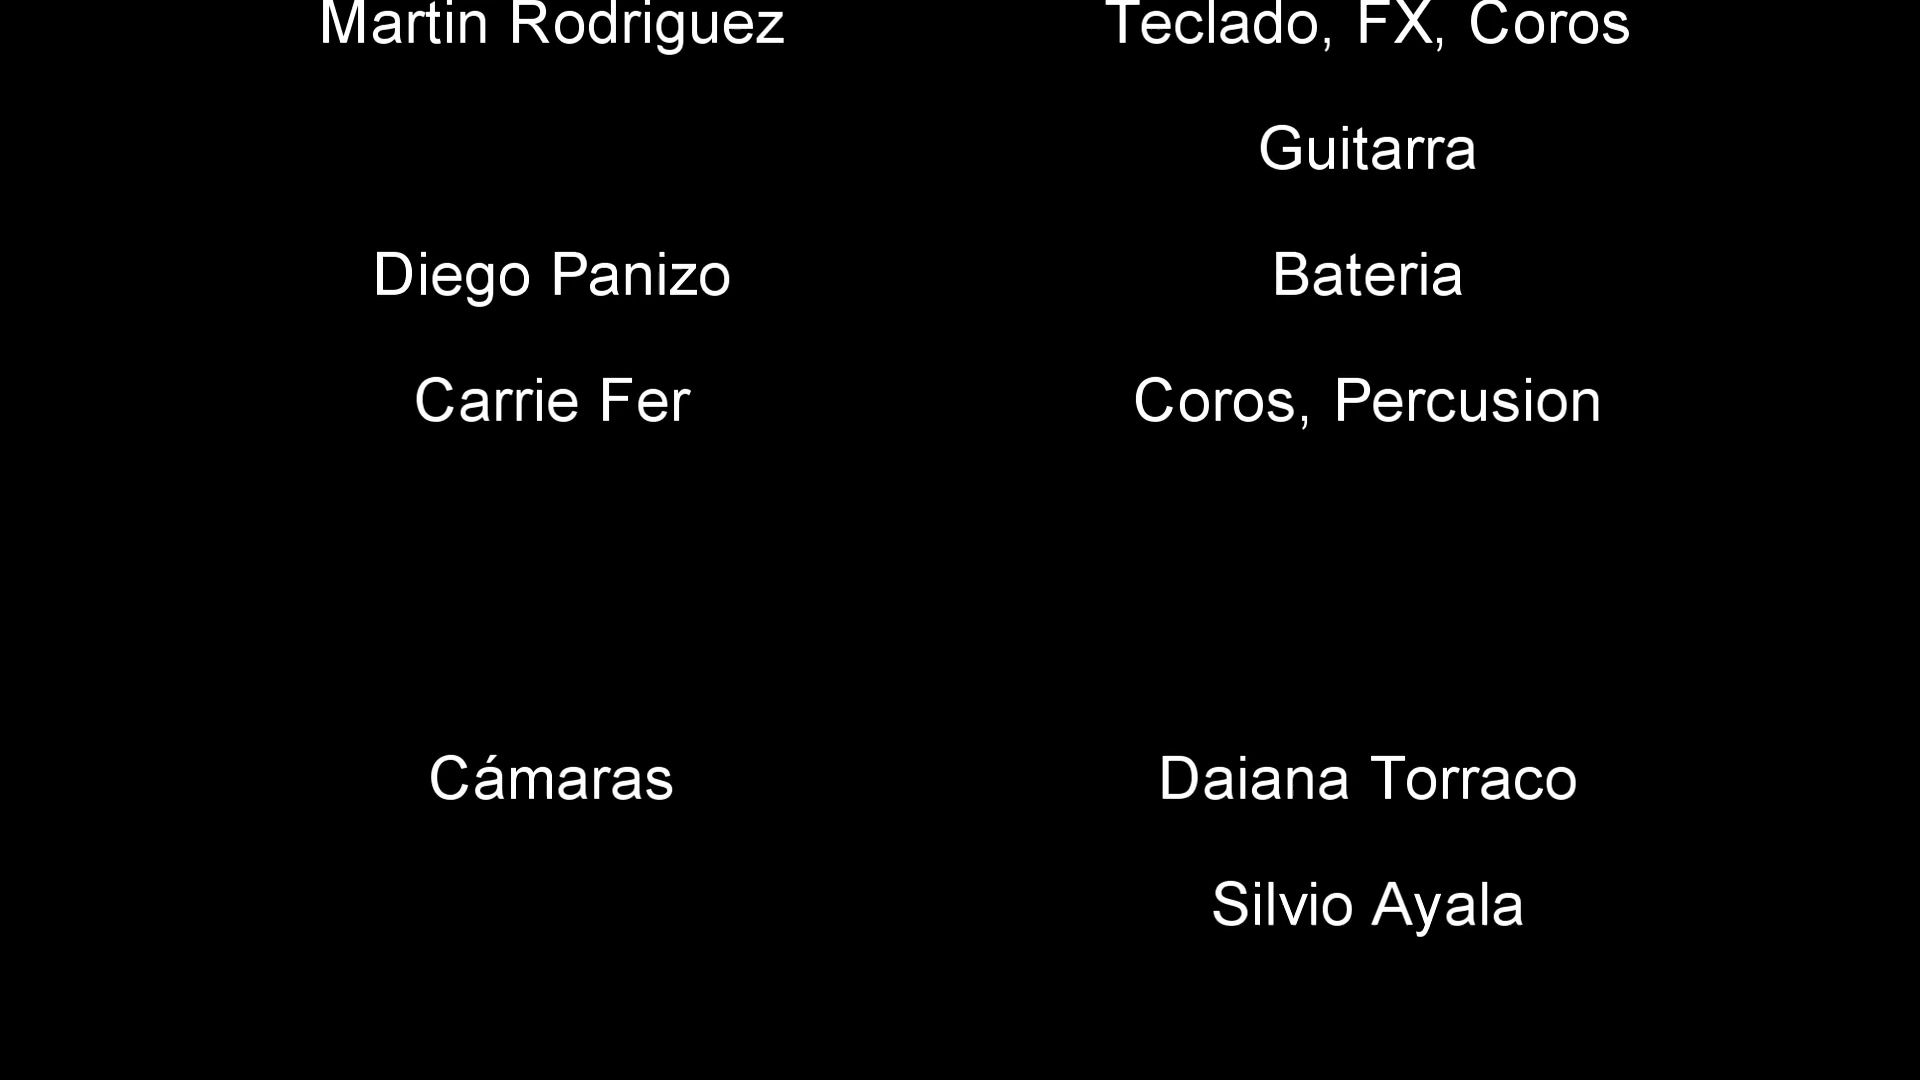 Martin Rodriguez Teclado, FX, Coros
Guitarra
Diego Panizo Bateria
Carrie Fer Coros, Percusion
Cámaras Daiana Torraco
Silvio Ayala